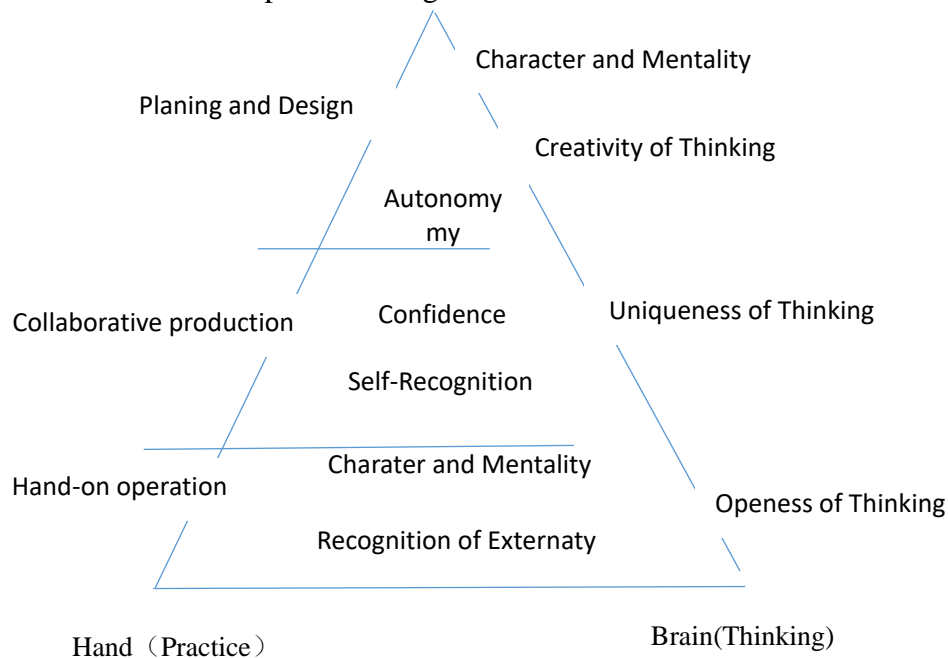 Character and Mentality
Planing and Design
Creativity of Thinking
Autonomy
my
Confidence
Uniqueness of Thinking
Collaborative production
Self-Recognition
Charater and Mentality
Hand-on operation
Openess of Thinking
Recognition of Externaty
Hand（Practice）
Brain(Thinking)